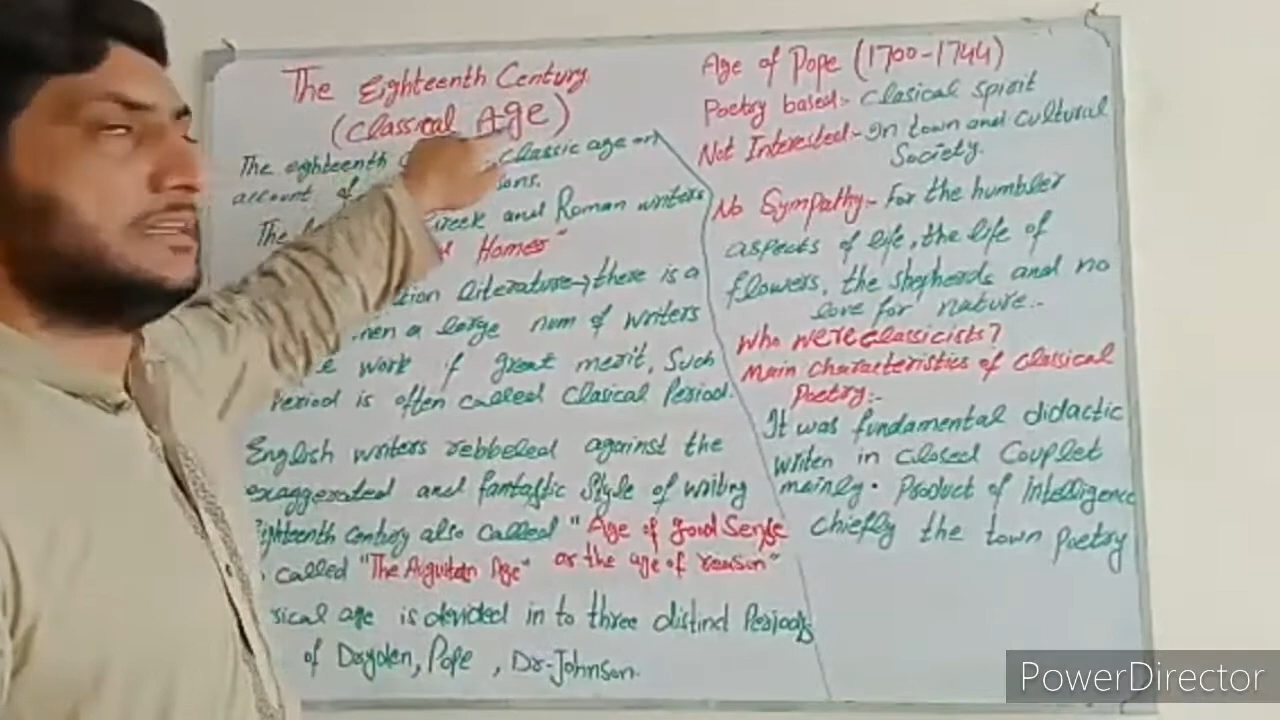 The Eighteenth Century
(Classical Age)
The eighteenth classic age on
account of sons.
The Greek and Roman writers
of Homes"
tion literature→there is a
when a large num of writers
work if great merit, Such
Period is often called Clasical Period.
English writers rebbeled against the
exaggerated and fantastic Style of writing
Eighteenth century also called "Age of good Sense
called "The Auguitan Age" or the age of reason"
sical age is devided in to three distind Periods
of Dryden, Pope, Dr-Johnson.
Age of Pope (1700-1744)
Poetry based:- Clasical spirit
Not Interested:- In town and cultural
Society.
No Sympathy:- For the humbler
aspects of life, the life of
flowers, the shepherds and no
love for nature:-
Who were classicists?
Main Characteristics of Classical
Poetry:-
It was fundamental didactic
writen in closed Couplet
mainly. Product of intelligence
chiefly the town poetry
PowerDirector